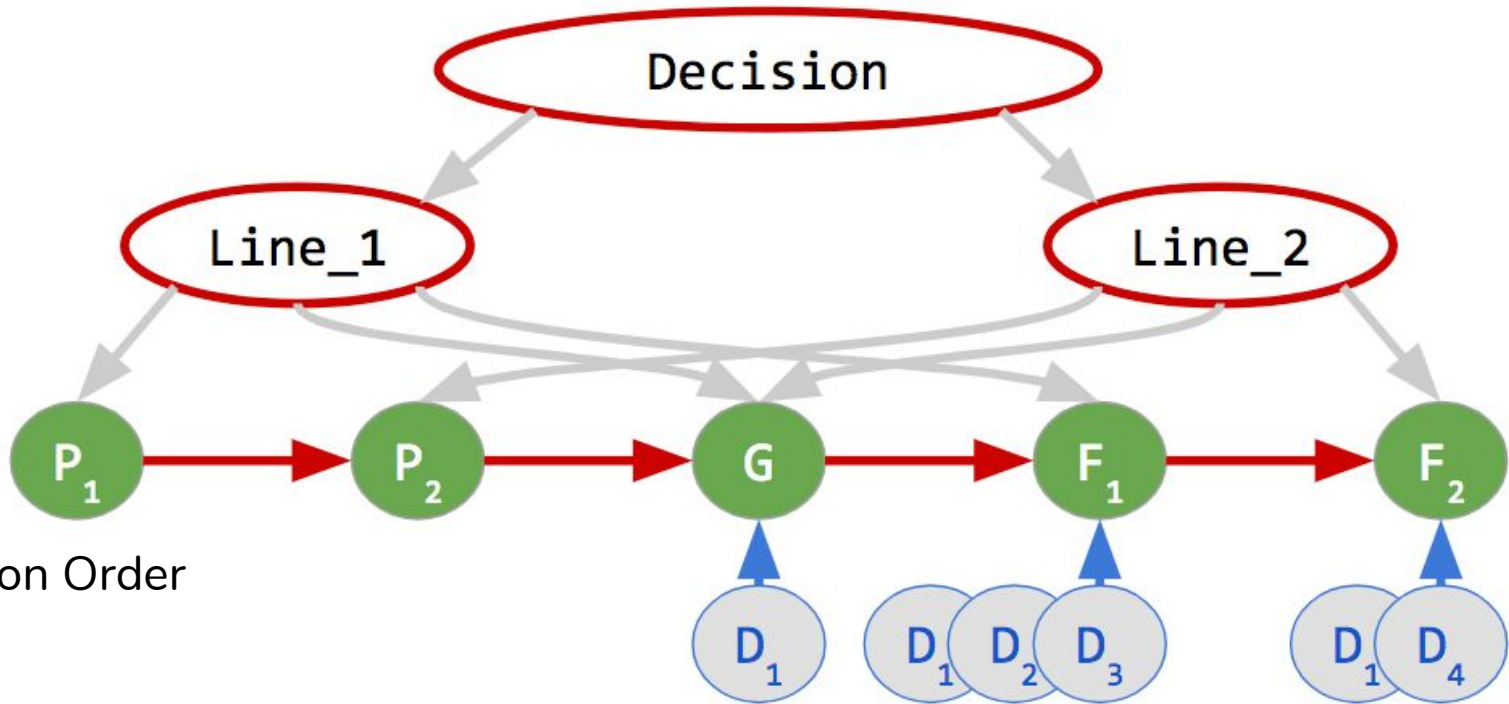 Decision
Line_1 Line_2
P1 P2 G F1 F2
on Order
D1 D1 D2 D3 D1 D4